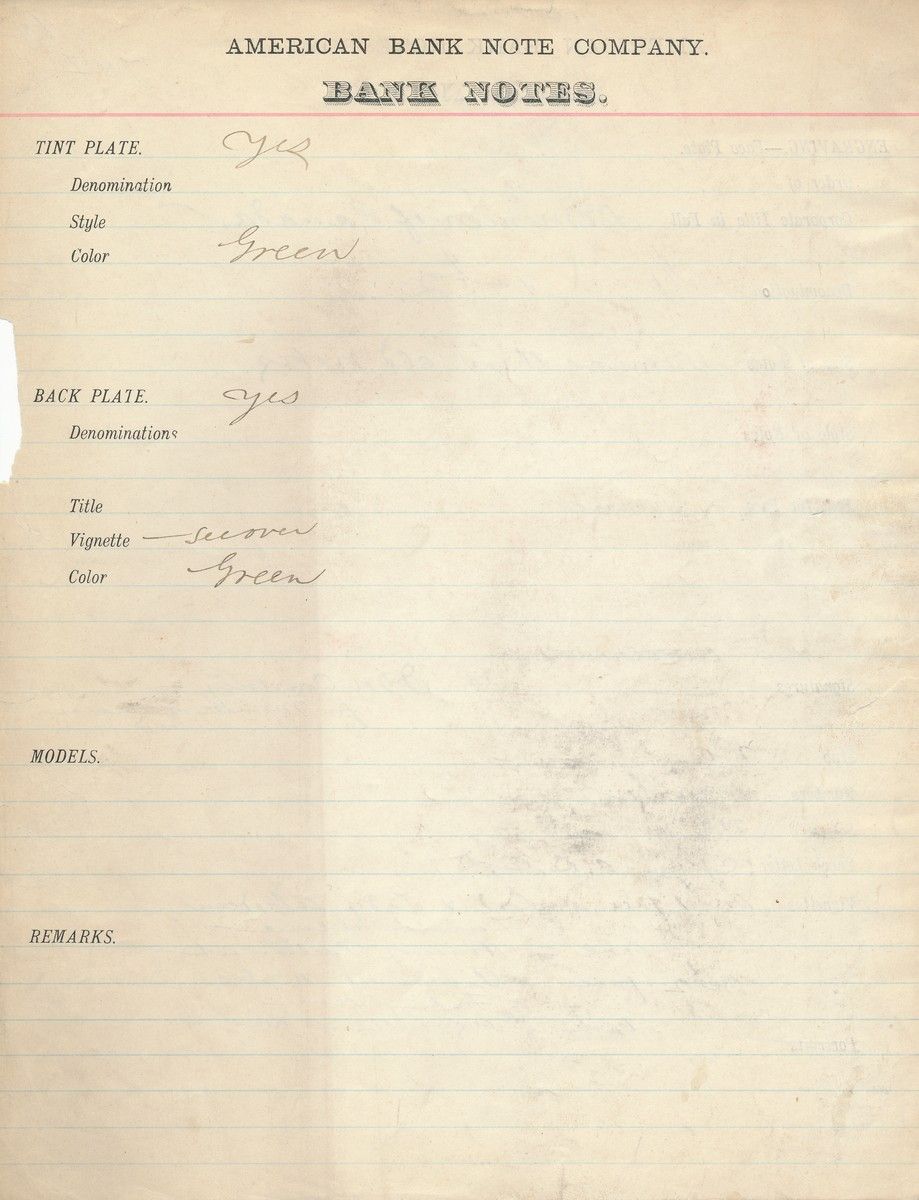 AMERICAN BANK NOTE COMPANY.
BANK NOTES.
TINT PLATE. Yes
Denomination
Style
Color Green
BACK PLATE. Yes
Denominations
Title
Vignette — see over
Color Green
MODELS.
REMARKS.